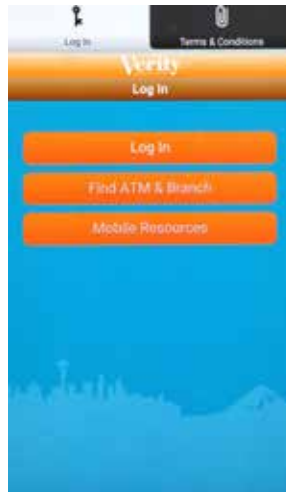 Log In
Terms & Conditions
Verity
Log In
Log In
Find ATM & Branch
Mobile Resources